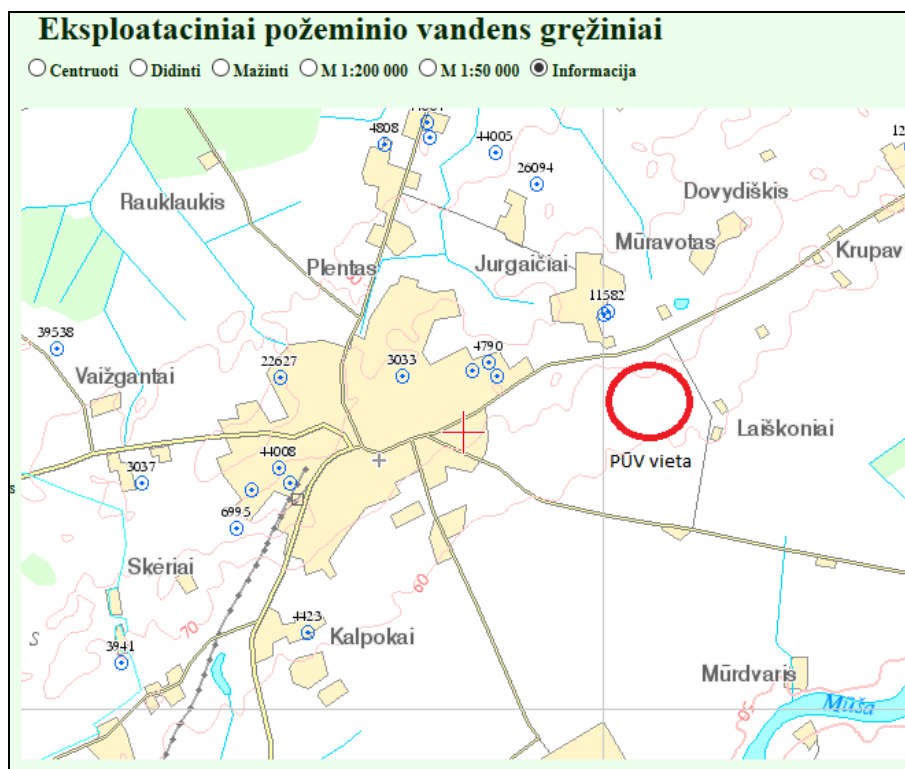 Eksploataciniai požeminio vandens gręžiniai
Centruoti Didinti Mažinti M 1:200 000 M 1:50 000 Informacija
4808
44005
12
26094
Rauklaukis
Dovydiškis
Mūravotas
Krupav
Plentas
Jurgaičiai
11582
39538
4790
22627
3033
Vaižgantai
Laiškoniai
PŪV vieta
44008
3037
s
6995
Skėriai
60
4423
70
Kalpokai
S
3941
Mūrdvaris
Mūša
50